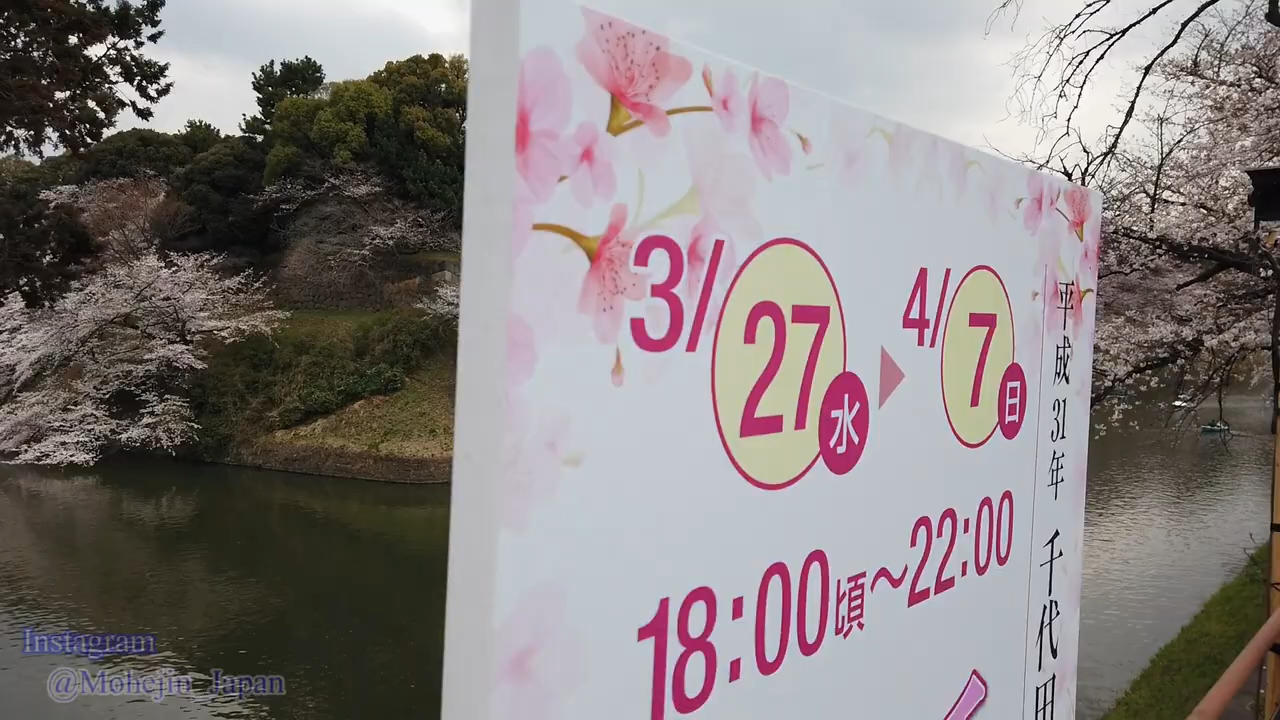 3/27水 ▶ 4/7日
18:00頃〜22:00
平成31年 千代田
Instagram
@Mohejin_Japan